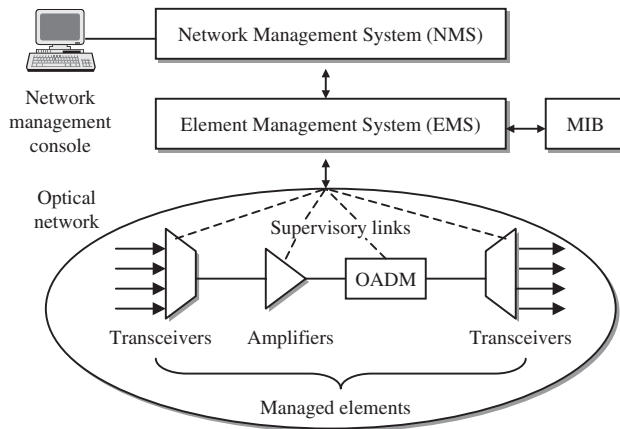 Network Management System (NMS)
Network
management
console
Element Management System (EMS)
MIB
Optical
network
Supervisory links
OADM
Transceivers
Amplifiers
Transceivers
Managed elements